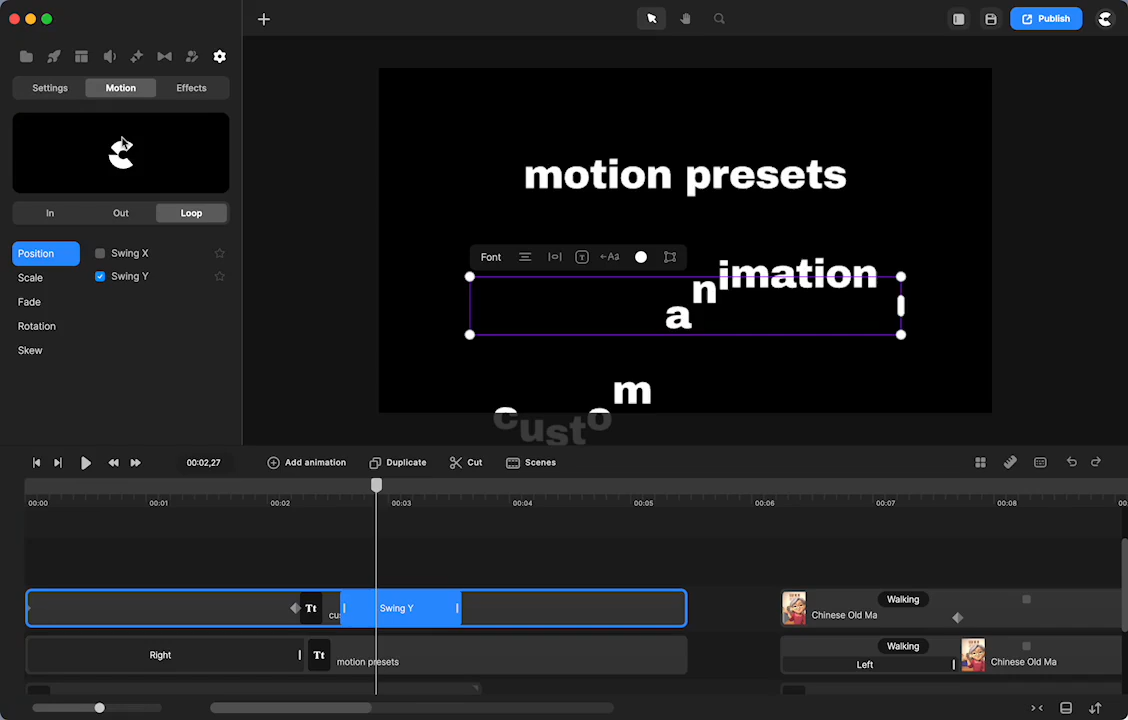 Publish
Settings
Motion
Effects
In
Out
Loop
Position
Swing X
Swing Y
Scale
Fade
Rotation
Skew
motion presets
Font
T
←Aa
animation
custom
00:02,27
Add animation
Duplicate
Cut
Scenes
00:00
00:01
00:02
00:03
00:04
00:05
00:06
00:07
00:08
Tt
Swing Y
Walking
Chinese Old Ma
Right
Tt
motion presets
Walking
Left
Chinese Old Ma